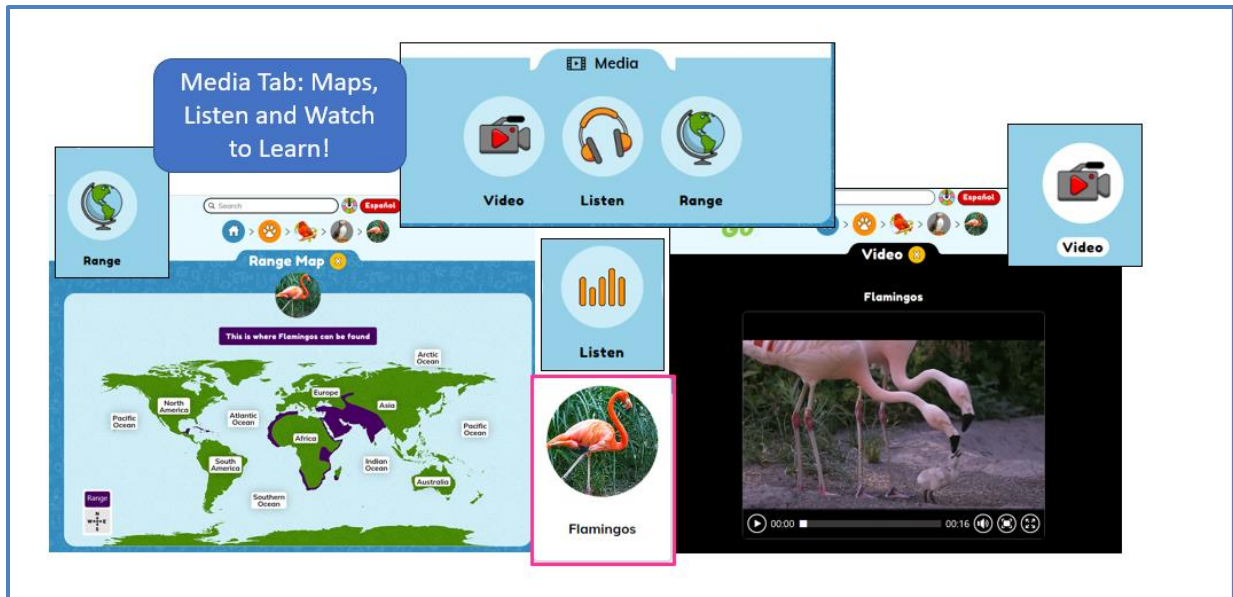 Media Tab: Maps,
Listen and Watch
to Learn!
Media
Video
Listen
Range
Range
Search
Español
Range Map
This is where Flamingos can be found
Arctic
Ocean
North
America
Europe
Asia
Pacific
Ocean
Atlantic
Ocean
Africa
Pacific
Ocean
South
America
Indian
Ocean
Australia
Southern
Ocean
Range
N
W E
S
Listen
Flamingos
GO
Español
Video
Video
Flamingos
00:00
00:16